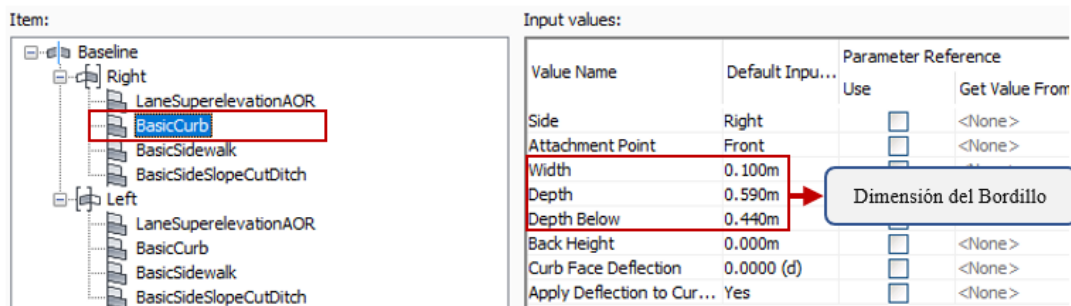 Item:
Baseline
Right
LaneSuperelevationAOR
BasicCurb
BasicSidewalk
BasicSideSlopeCutDitch
Left
LaneSuperelevationAOR
BasicCurb
BasicSidewalk
BasicSideSlopeCutDitch
Input values:
Value Name Default Inpu... Parameter Reference
Use Get Value From
Side Right <None>
Attachment Point Front <None>
Width 0.100m
Depth 0.590m
Depth Below 0.440m
Dimensión del Bordillo
Back Height 0.000m <None>
Curb Face Deflection 0.0000 (d) <None>
Apply Deflection to Cur... Yes <None>